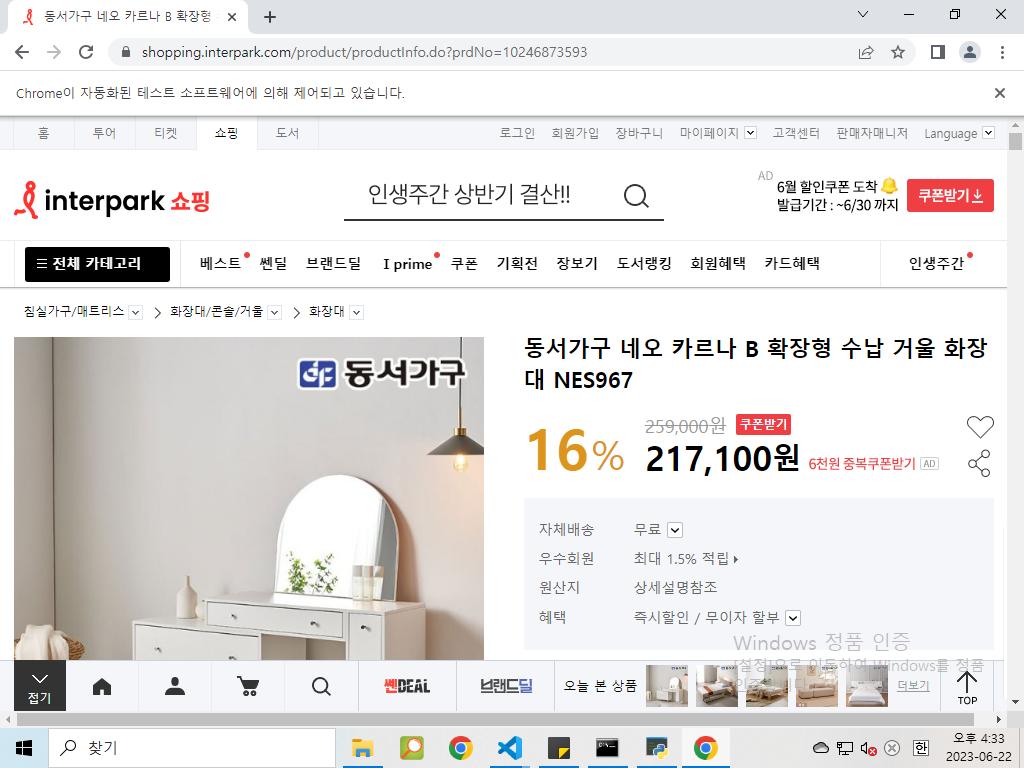 동서가구 네오 카르나 B 확장형
shopping.interpark.com/product/productInfo.do?prdNo=10246873593
Chrome이 자동화된 테스트 소프트웨어에 의해 제어되고 있습니다.
홈 투어 티켓 쇼핑 도서 로그인 회원가입 장바구니 마이페이지 고객센터 판매자매니저 Language
interpark 쇼핑
인생주간 상반기 결산!!
AD
6월 할인쿠폰 도착
발급기간 : ~6/30 까지
쿠폰받기
전체 카테고리 베스트 쎈딜 브랜드딜 I prime 쿠폰 기획전 장보기 도서랭킹 회원혜택 카드혜택 인생주간
침실가구/매트리스 화장대/콘솔/거울 화장대
동서가구
동서가구 네오 카르나 B 확장형 수납 거울 화장
대 NES967
16%
259,000원 쿠폰받기
217,100원 6천원 중복쿠폰받기 AD
자체배송 무료
우수회원 최대 1.5% 적립
원산지 상세설명참조
혜택 즉시할인 / 무이자 할부
Windows 정품 인증
[설정]으로 이동하여 Windows를 정품
접기
쎈DEAL
브랜드딜
오늘 본 상품
더보기
TOP
찾기
한
오후 4:33
2023-06-22